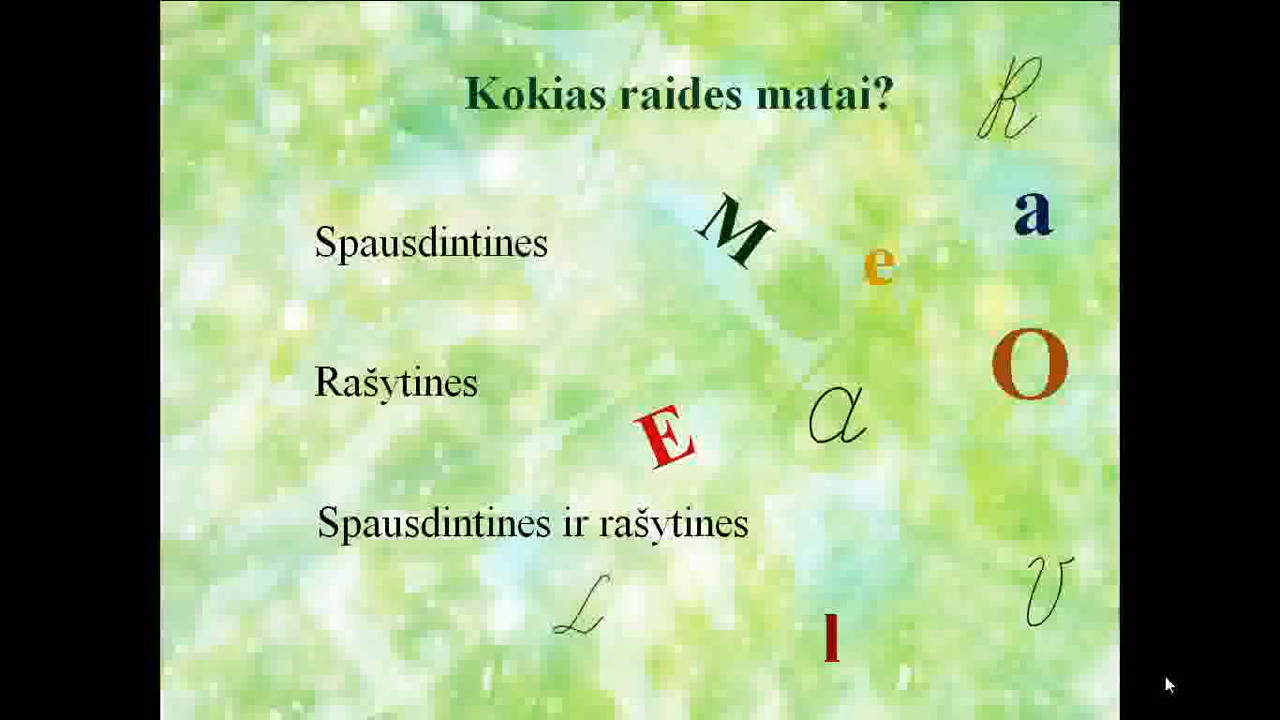 Kokias raides matai?
R
a
M
Spausdintines
e
O
Rašytines
a
E
Spausdintines ir rašytines
V
L
l